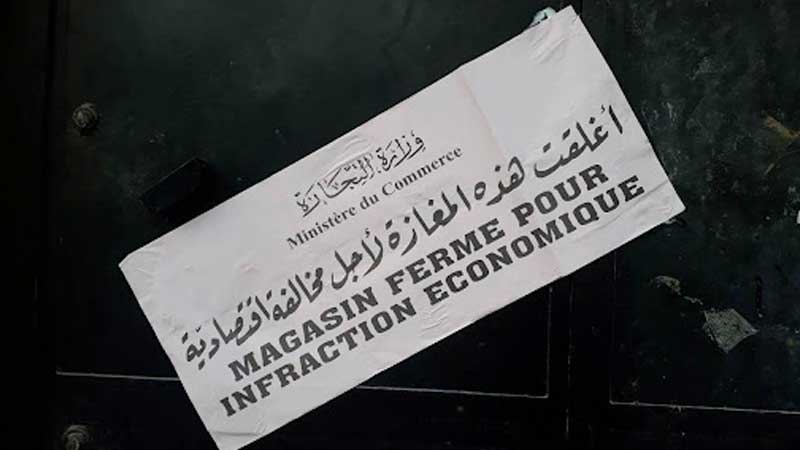 وزارة التجارة
Ministère du Commerce
أغلقت هذه المغازة لأجل مخالفة اقتصادية
MAGASIN FERME POUR
INFRACTION ECONOMIQUE